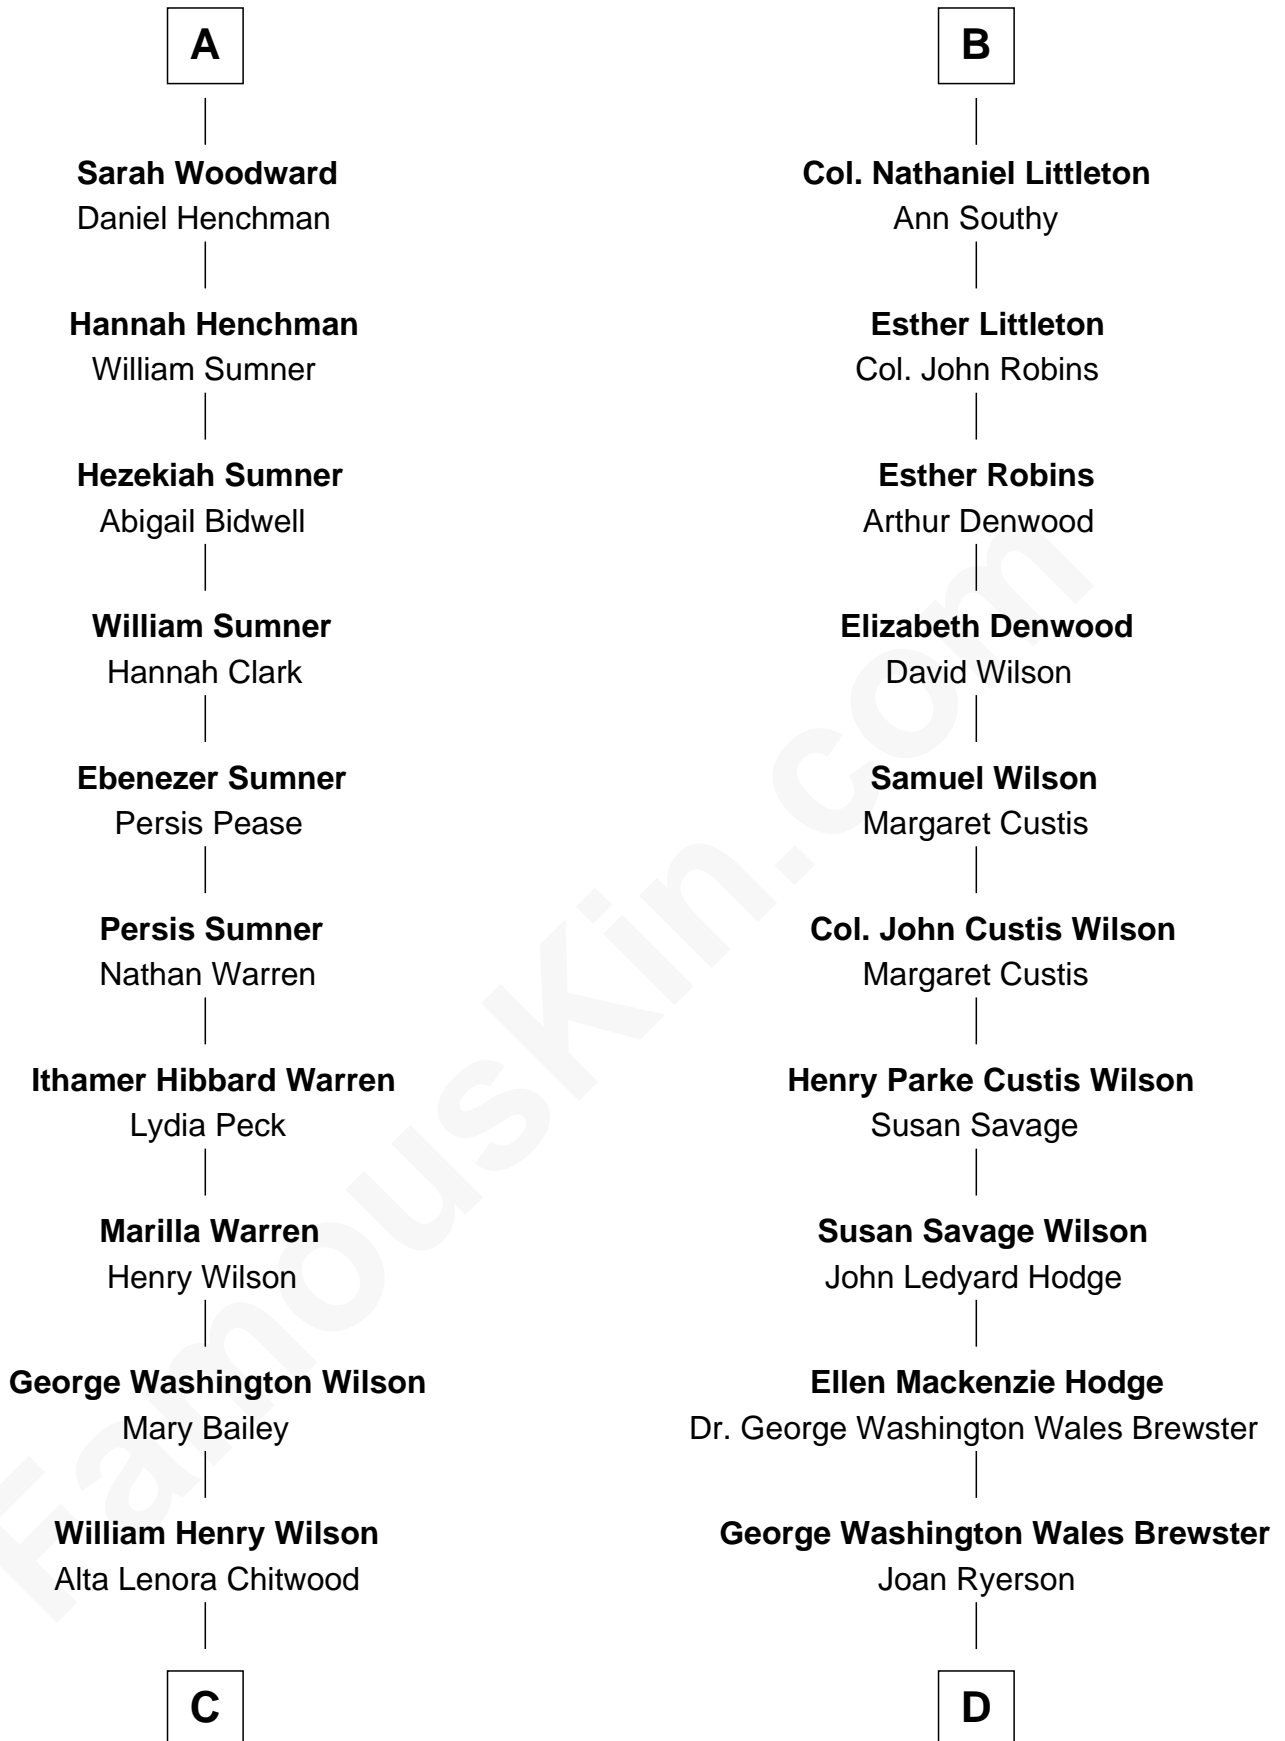 A
Sarah Woodward
Daniel Henchman
Hannah Henchman
William Sumner
Hezekiah Sumner
Abigail Bidwell
William Sumner
Hannah Clark
Ebenezer Sumner
Persis Pease
Persis Sumner
Nathan Warren
Ithamer Hibbard Warren
Lydia Peck
Marilla Warren
Henry Wilson
George Washington Wilson
Mary Bailey
William Henry Wilson
Alta Lenora Chitwood
C
B
Col. Nathaniel Littleton
Ann Southy
Esther Littleton
Col. John Robins
Esther Robins
Arthur Denwood
Elizabeth Denwood
David Wilson
Samuel Wilson
Margaret Custis
Col. John Custis Wilson
Margaret Custis
Henry Parke Custis Wilson
Susan Savage
Susan Savage Wilson
John Ledyard Hodge
Ellen Mackenzie Hodge
Dr. George Washington Wales Brewster
George Washington Wales Brewster
Joan Ryerson
D
FamousKin.com